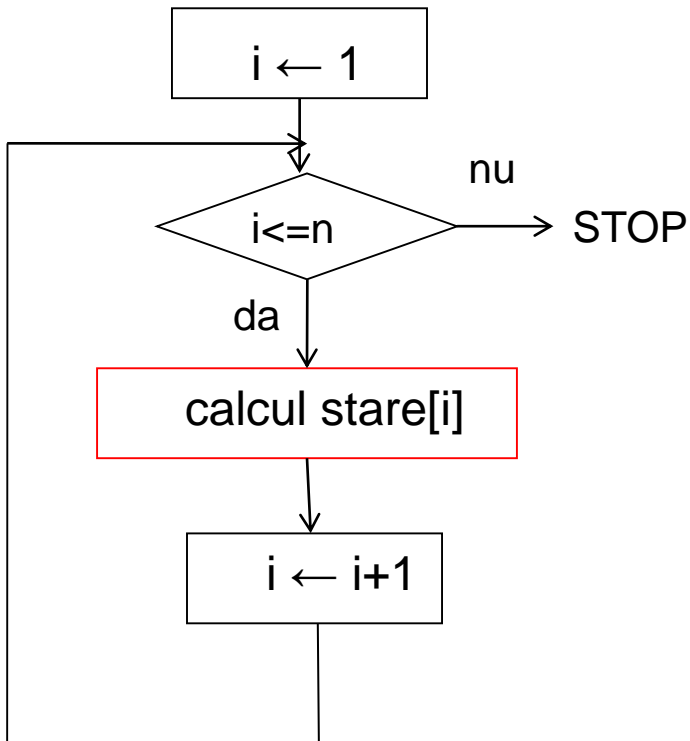 i ← 1
nu
i<=n
STOP
da
calcul stare[i]
i ← i+1